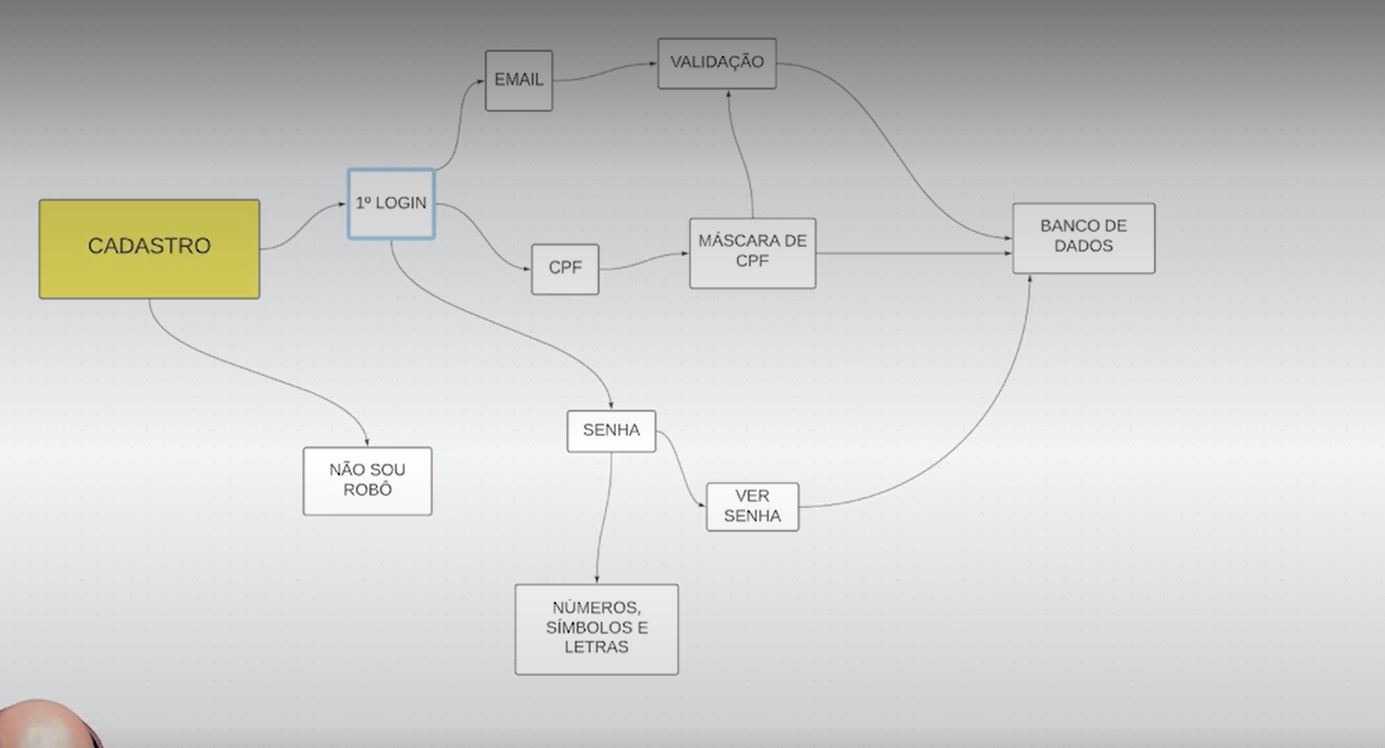 EMAIL
VALIDAÇÃO
1º LOGIN
CADASTRO
CPF
MÁSCARA DE
CPF
BANCO DE
DADOS
SENHA
NÃO SOU
ROBÔ
VER
SENHA
NÚMEROS,
SÍMBOLOS E
LETRAS